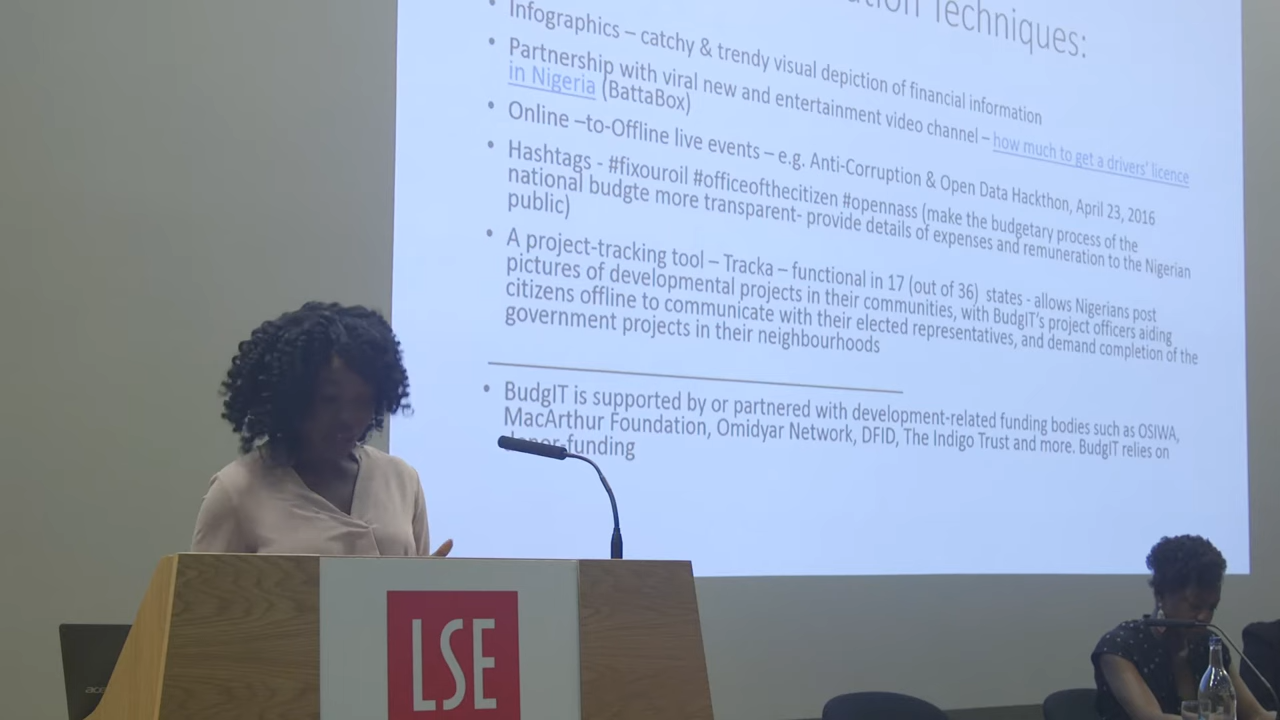 Techniques:
Infographics – catchy & trendy visual depiction of financial information
Partnership with viral new and entertainment video channel – how much to get a drivers' licence
in Nigeria (BattaBox)
Online –to-Offline live events – e.g. Anti-Corruption & Open Data Hackthon, April 23, 2016
Hashtags - #fixouroil #officeofthecitizen #opennass (make the budgetary process of the
national budgte more transparent- provide details of expenses and remuneration to the Nigerian
public)
A project-tracking tool – Tracka – functional in 17 (out of 36) states - allows Nigerians post
pictures of developmental projects in their communities, with BudgIT's project officers aiding
citizens offline to communicate with their elected representatives, and demand completion of the
government projects in their neighbourhoods
BudgIT is supported by or partnered with development-related funding bodies such as OSIWA,
MacArthur Foundation, Omidyar Network, DFID, The Indigo Trust and more. BudgIT relies on
donor-funding
LSE
acer